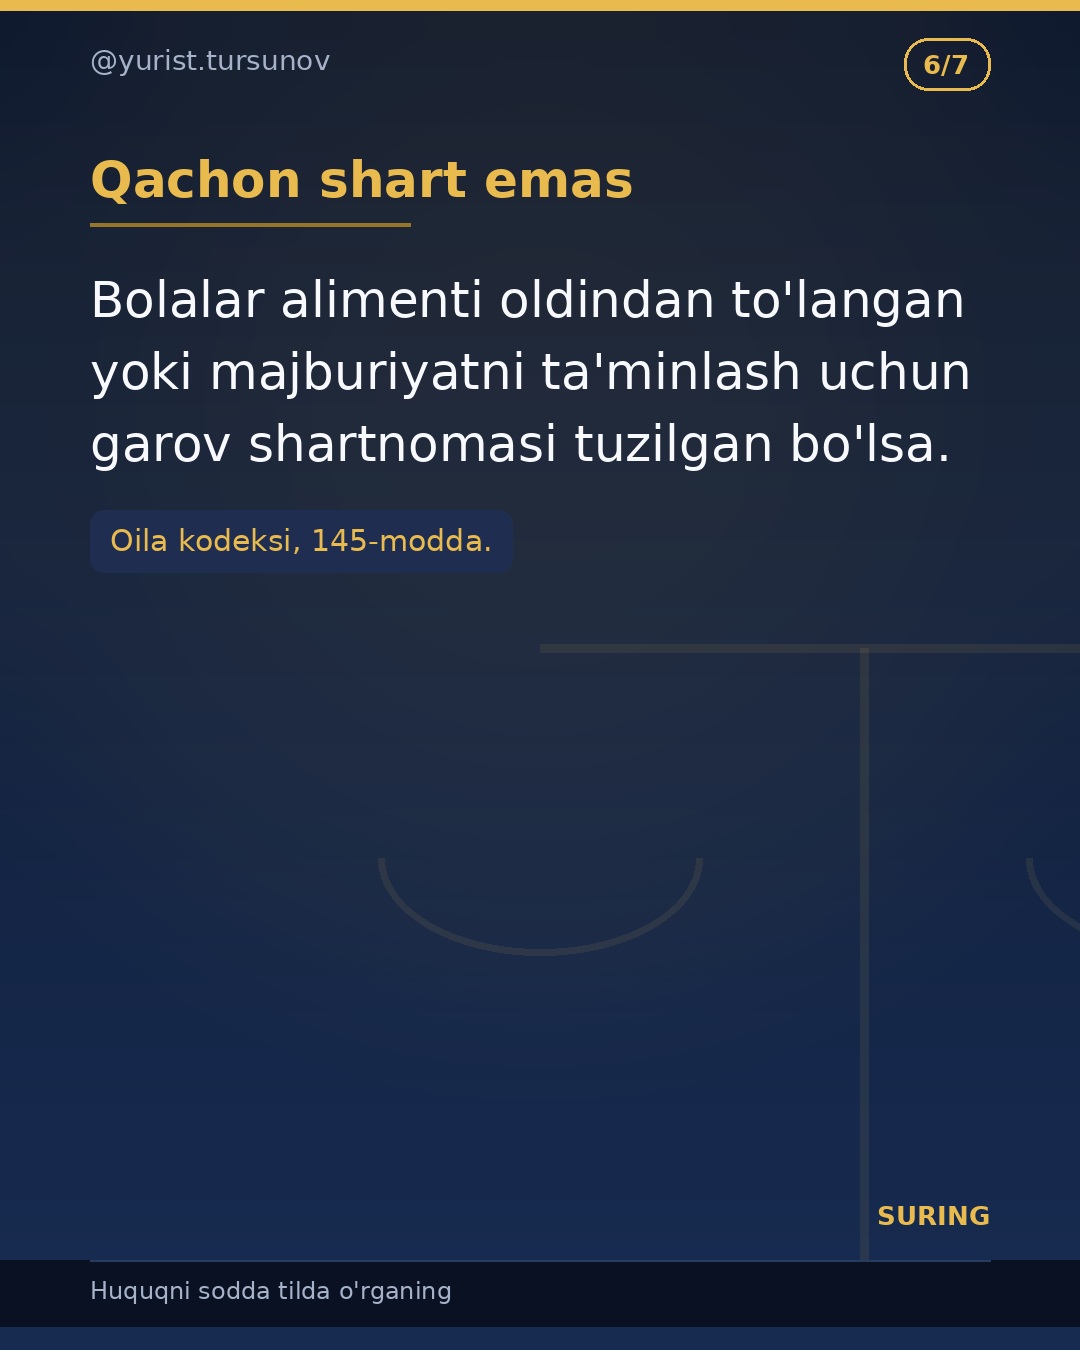 @yurist.tursunov
6/7
Qachon shart emas
Bolalar alimenti oldindan to'langan
yoki majburiyatni ta'minlash uchun
garov shartnomasi tuzilgan bo'lsa.
Oila kodeksi, 145-modda.
SURING
Huquqni sodda tilda o'rganing